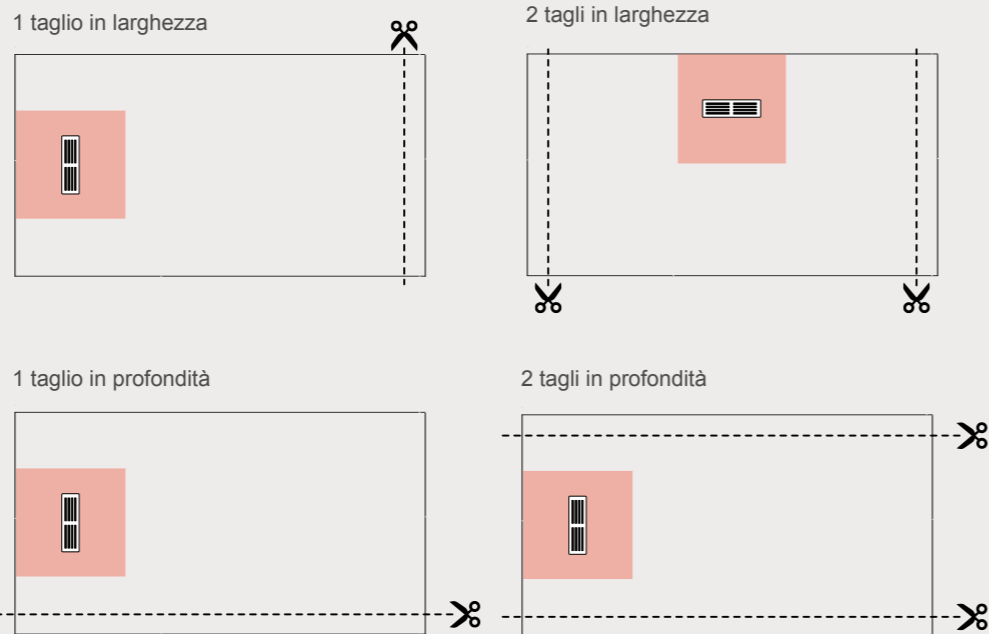 1 taglio in larghezza
2 tagli in larghezza
1 taglio in profondità
2 tagli in profondità